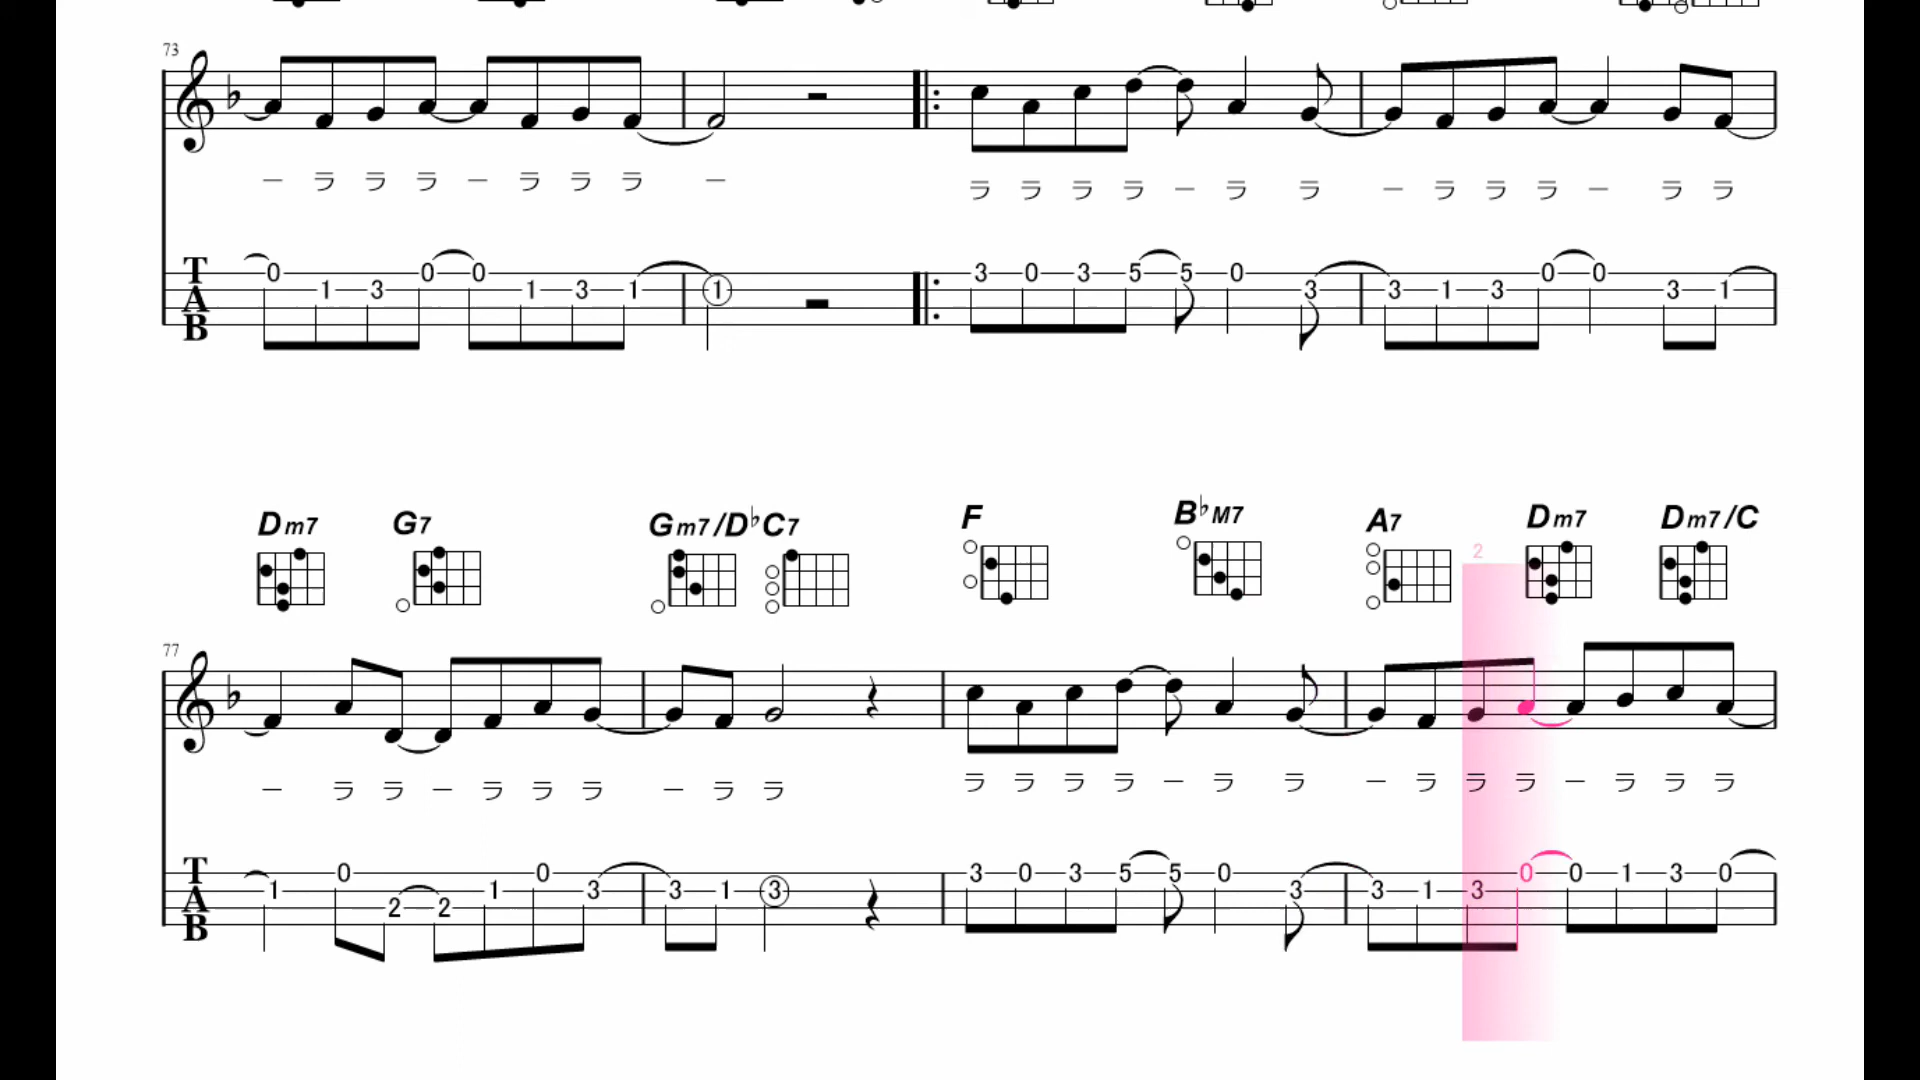 73
ー ラ ラ ラ ー ラ ラ ラ ー ラ ラ ラ ラ ー ラ ラ ー ラ ラ ラ ー ラ ラ
T A B 0 1 3 0 0 1 3 1 1 3 0 3 5 5 0 3 3 1 3 0 0 3 1
Dm7 G7 Gm7/D♭ C7 F B♭M7 A7 2 Dm7 Dm7/C
77
ー ラ ラ ー ラ ラ ラ ー ラ ラ ラ ラ ラ ラ ー ラ ラ ー ラ ラ ラ ー ラ ラ ラ
T A B 1 0 2 2 1 0 3 3 1 3 3 0 3 5 5 0 3 3 1 3 0 0 1 3 0